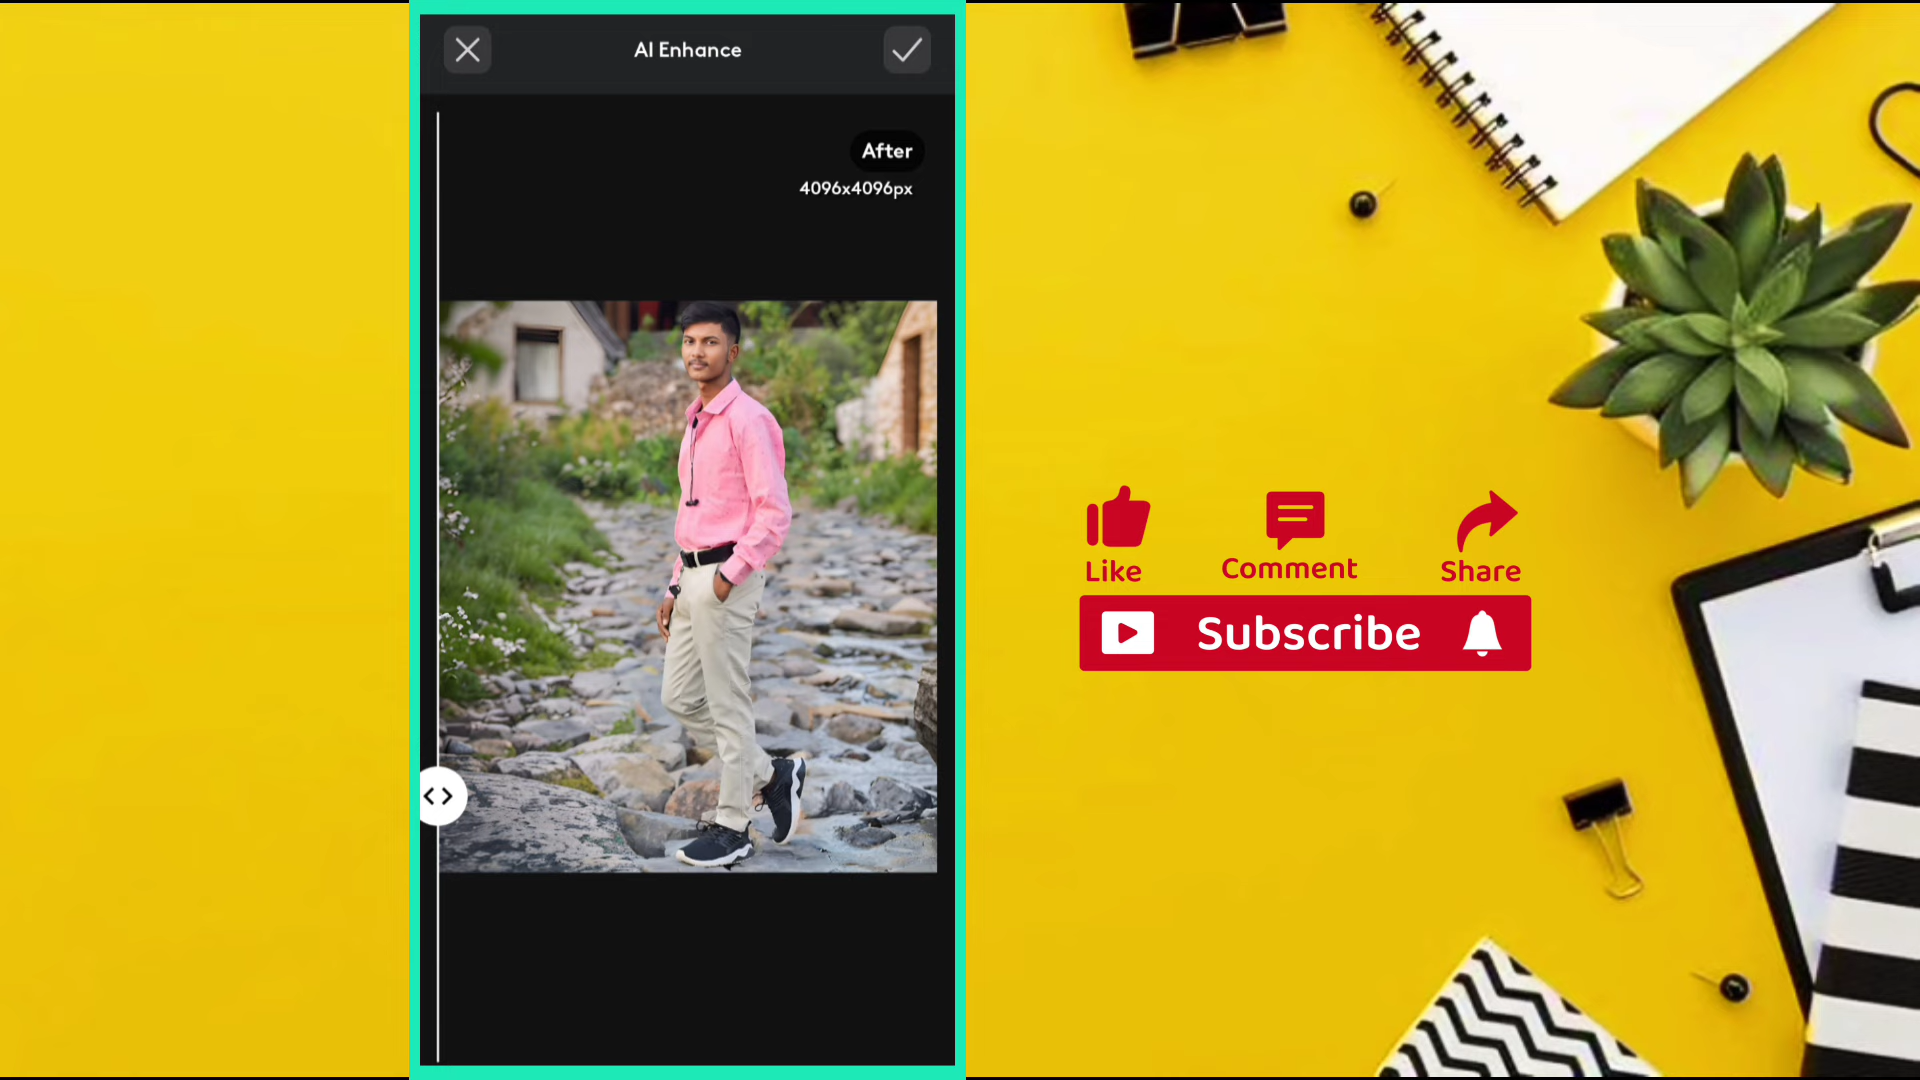 AI Enhance
After
4096x4096px
Like
Comment
Share
Subscribe